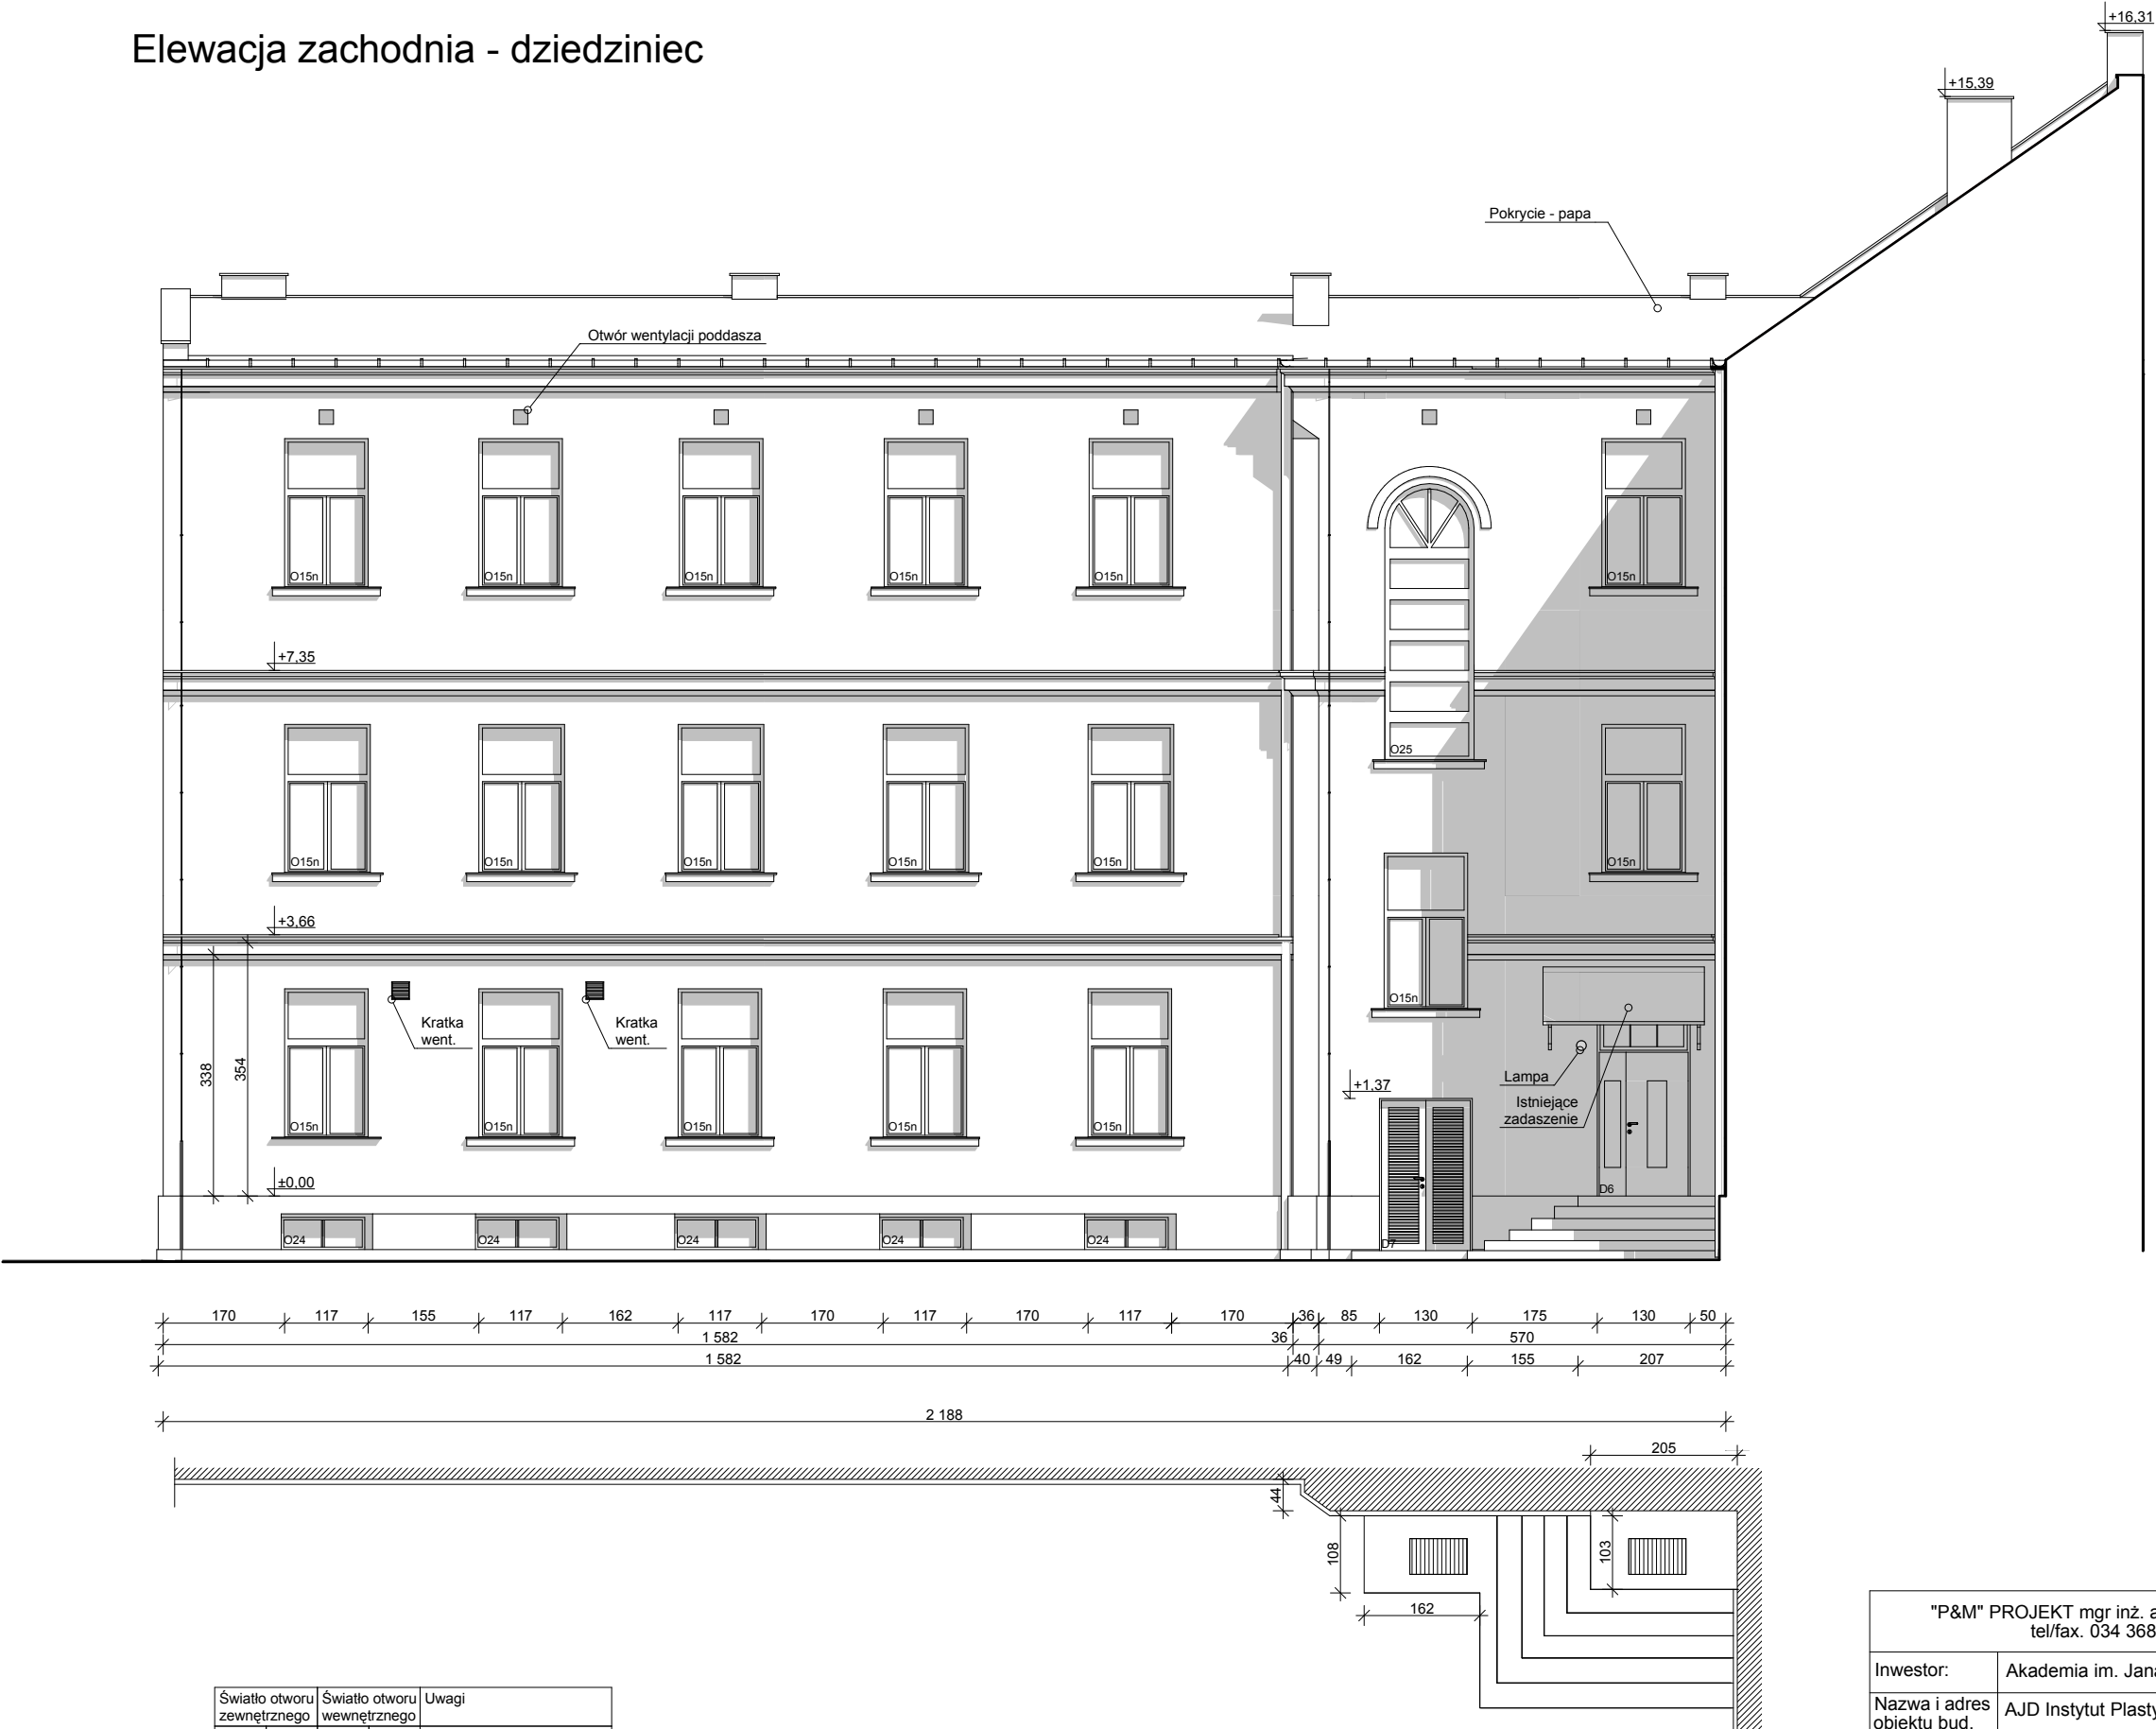 Elewacja zachodnia - dziedziniec
+16,31
+15,39
Pokrycie - papa
Otwór wentylacji poddasza
O15n O15n O15n O15n O15n O15n
+7,35
O25
O15n O15n O15n O15n O15n O15n
+3,66
O15n
338
354
Kratka
went.
Kratka
went.
Lampa
Istniejące
zadaszenie
+1,37
O15n O15n O15n O15n O15n
±0,00
D6
O24 O24 O24 O24 O24
D7
170 117 155 117 162 117 170 117 170 117 170 36 85 130 175 130 50
1 582 36 570
1 582 40 49 162 155 207
2 188
205
44
108
103
162
"P&M" PROJEKT mgr inż. a
tel/fax. 034 368
Inwestor: Akademia im. Jana
Nazwa i adres
obiektu bud. AJD Instytut Plasty
Światło otworu
zewnętrznego
Światło otworu
wewnętrznego
Uwagi